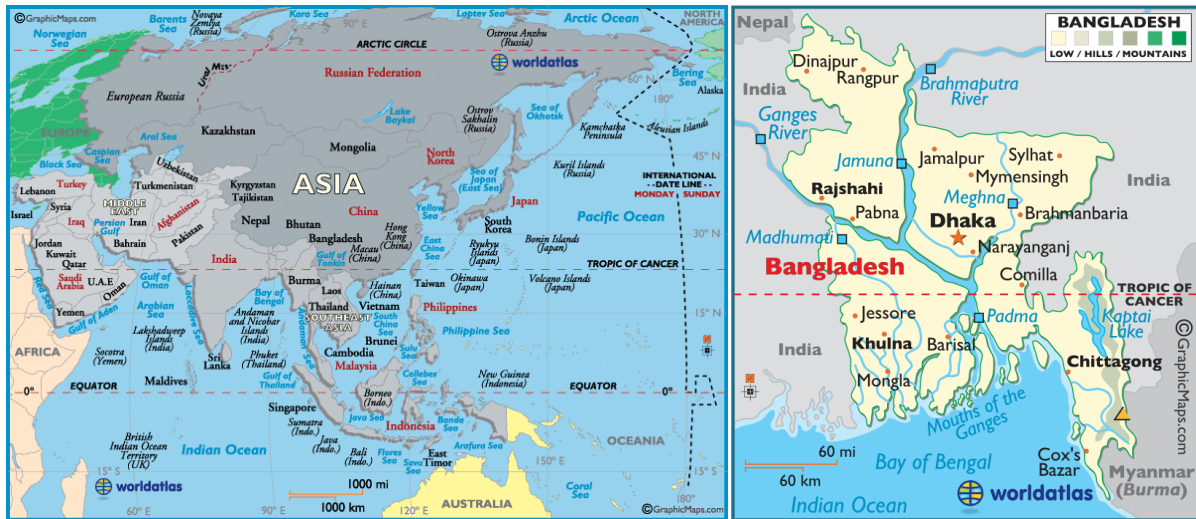 ©GraphicMaps.com
Norwegian
Sea
Barents
Sea
Novaya
Zemlya
(Russia)
Kara Sea
90°E
Laptev Sea
Arctic Ocean
NORTH
AMERICA
Ostrova Anzhu
(Russia)
ARCTIC CIRCLE
worldatlas
Ural Mts.
Russian Federation
60°N
Bering
Sea
Alaska
180°
European Russia
Lake
Baykal
Ostrov
Sakhalin
(Russia)
Sea of
Okhotsk
Kamchatka
Peninsula
Aleutian Islands
EUROPE
Aral Sea
Kazakhstan
Mongolia
North
Korea
45°N
Black Sea
Caspian
Sea
Uzbekistan
Kuril Islands
(Russia)
Lebanon
Turkey
Turkmenistan
Kyrgyzstan
Tajikistan
ASIA
Sea of
Japan
(East Sea)
INTERNATIONAL
DATE LINE
MONDAY
SUNDAY
Syria
MIDDLE
EAST
Afghanistan
China
Yellow
Sea
Japan
Israel
Iraq
Persian
Gulf
Iran
Nepal
Bhutan
South
Korea
Pacific Ocean
Jordan
Kuwait
Qatar
Bahrain
Pakistan
Bangladesh
Hong
Kong
(China)
Macau
(China)
East
China
Sea
Ryukyu
Islands
(Japan)
Bonin Islands
(Japan)
30°N
Gulf of
Tonkin
India
TROPIC OF CANCER
Saudi
Arabia
U.A.E
Oman
Gulf of
Oman
Burma
Laos
Hainan
(China)
Taiwan
Okinawa
(Japan)
Volcano Islands
(Japan)
Red Sea
Yemen
Gulf of Aden
Arabian
Sea
Laccadive Sea
Bay of
Bengal
Thailand
Vietnam
Philippines
15°N
Andaman
and Nicobar
Islands
(India)
Andaman Sea
SOUTHEAST
ASIA
South
China
Sea
Lakshadweep
Islands
(India)
Philippine Sea
N
Brunei
AFRICA
Socotra
(Yemen)
Sri
Lanka
Phuket
(Thailand)
Cambodia
Sulu
Sea
Malaysia
Gulf of
Thailand
Celebes
Sea
New Guinea
(Indonesia)
Maldives
0°
EQUATOR
EQUATOR
0°
Borneo
(Indo.)
Singapore
Sumatra
(Indo.)
Java Sea
Indonesia
Banda
Sea
British
Indian Ocean
Territory
(UK)
Indian Ocean
Java
(Indo.)
Bali
(Indo.)
Flores
Sea
Savu
Sea
East
Timor
Arafura Sea
OCEANIA
15°S
150°E
15°S
worldatlas
1000 mi
1000 km
Coral
Sea
AUSTRALIA
60°E
90°E
120°E
180°
©GraphicMaps.com
Nepal
BANGLADESH
LOW / HILLS / MOUNTAINS
Dinajpur
Rangpur
Brahmaputra
River
India
Ganges
River
Jamuna
Jamalpur
Sylhat
Mymensingh
India
Rajshahi
Meghna
Pabna
Dhaka
Brahmanbaria
Madhumati
Narayanganj
Bangladesh
Comilla
TROPIC OF
CANCER
Kaptai
Lake
Jessore
Padma
India
Khulna
Barisal
Chittagong
N
Mongla
Mouths of the
Ganges
60 mi
60 km
Bay of Bengal
Cox's
Bazar
Myanmar
(Burma)
Indian Ocean
worldatlas
©GraphicMaps.com